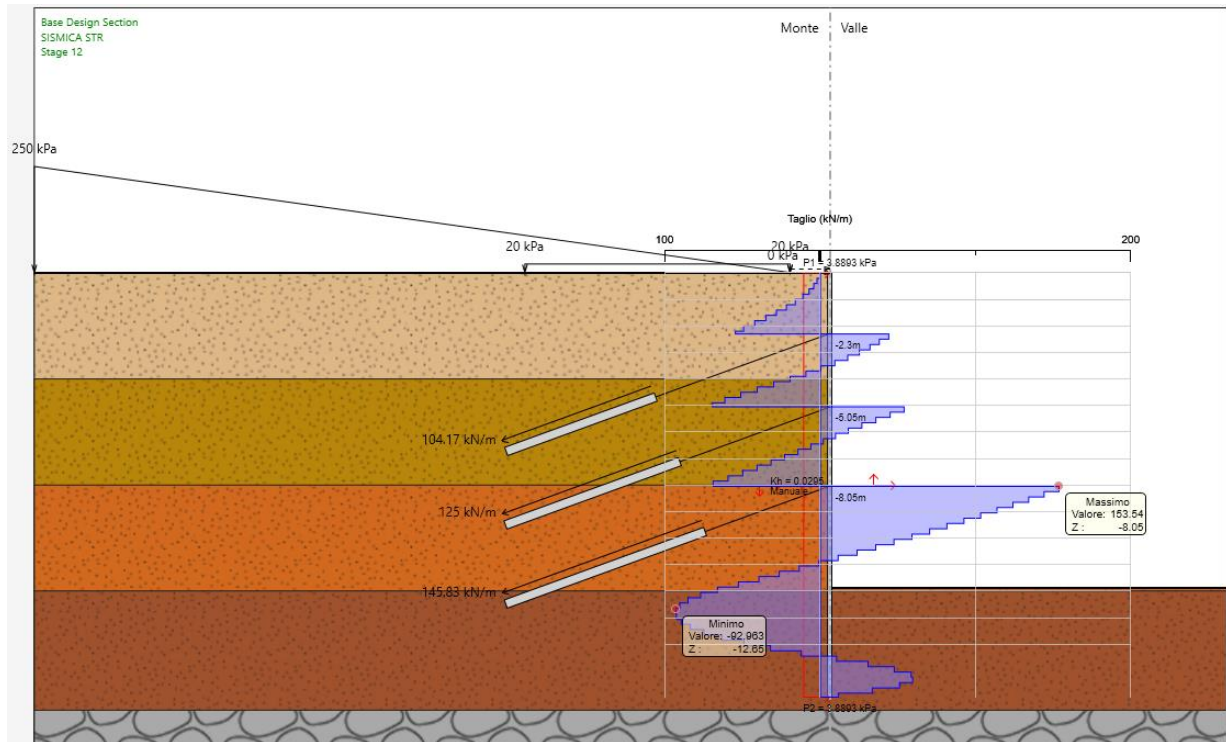 Base Design Section
SISMICA STR
Stage 12
Monte
Valle
250 kPa
Taglio (kN/m)
100
200
20 kPa
20 kPa
0 kPa
P1 = 3.8893 kPa
-2.3m
-5.05m
104.17 kN/m
Kh = 0.0295
Manuale
-8.05m
125 kN/m
Massimo
Valore: 153.54
Z : -8.05
145.83 kN/m
Minimo
Valore: -92.963
Z : -12.65
P2 = 3.8893 kPa